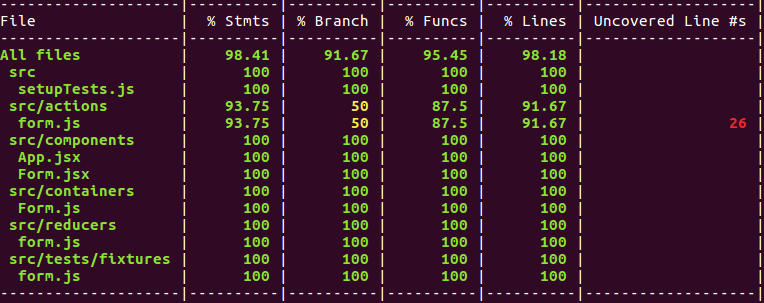 --------------------|----------|----------|----------|----------|-------------------|
File                |  % Stmts | % Branch |  % Funcs |  % Lines | Uncovered Line #s |
--------------------|----------|----------|----------|----------|-------------------|
All files           |    98.41 |    91.67 |    95.45 |    98.18 |                   |
 src                |      100 |      100 |      100 |      100 |                   |
  setupTests.js     |      100 |      100 |      100 |      100 |                   |
 src/actions        |    93.75 |       50 |     87.5 |    91.67 |                   |
  form.js           |    93.75 |       50 |     87.5 |    91.67 |                26 |
 src/components     |      100 |      100 |      100 |      100 |                   |
  App.jsx           |      100 |      100 |      100 |      100 |                   |
  Form.jsx          |      100 |      100 |      100 |      100 |                   |
 src/containers     |      100 |      100 |      100 |      100 |                   |
  Form.js           |      100 |      100 |      100 |      100 |                   |
 src/reducers       |      100 |      100 |      100 |      100 |                   |
  form.js           |      100 |      100 |      100 |      100 |                   |
 src/tests/fixtures |      100 |      100 |      100 |      100 |                   |
  form.js           |      100 |      100 |      100 |      100 |                   |
--------------------|----------|----------|----------|----------|-------------------|